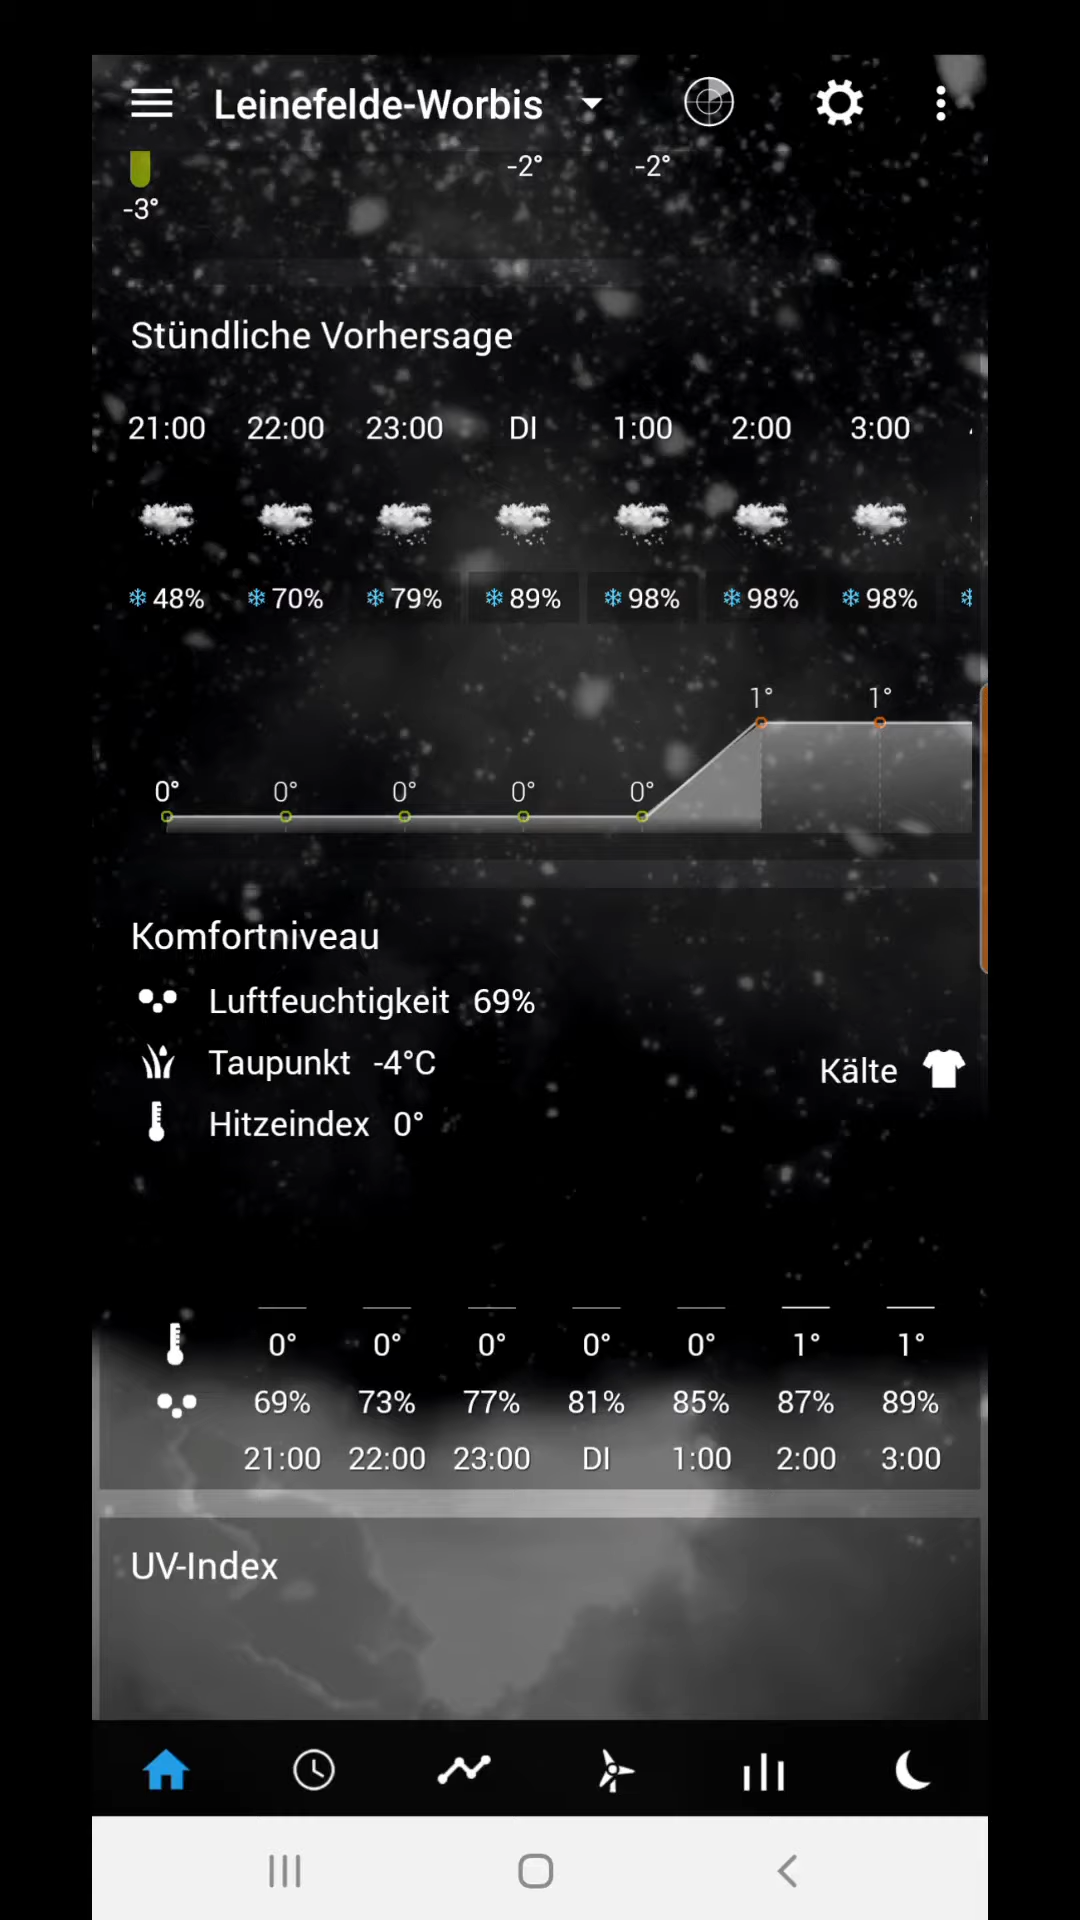 Leinefelde-Worbis
-2° -2°
-3°
Stündliche Vorhersage
21:00 22:00 23:00 DI 1:00 2:00 3:00
48% 70% 79% 89% 98% 98% 98%
1° 1°
0° 0° 0° 0° 0°
Komfortniveau
Luftfeuchtigkeit 69%
Taupunkt -4°C
Kälte
Hitzeindex 0°
0° 0° 0° 0° 0° 1° 1°
69% 73% 77% 81% 85% 87% 89%
21:00 22:00 23:00 DI 1:00 2:00 3:00
UV-Index